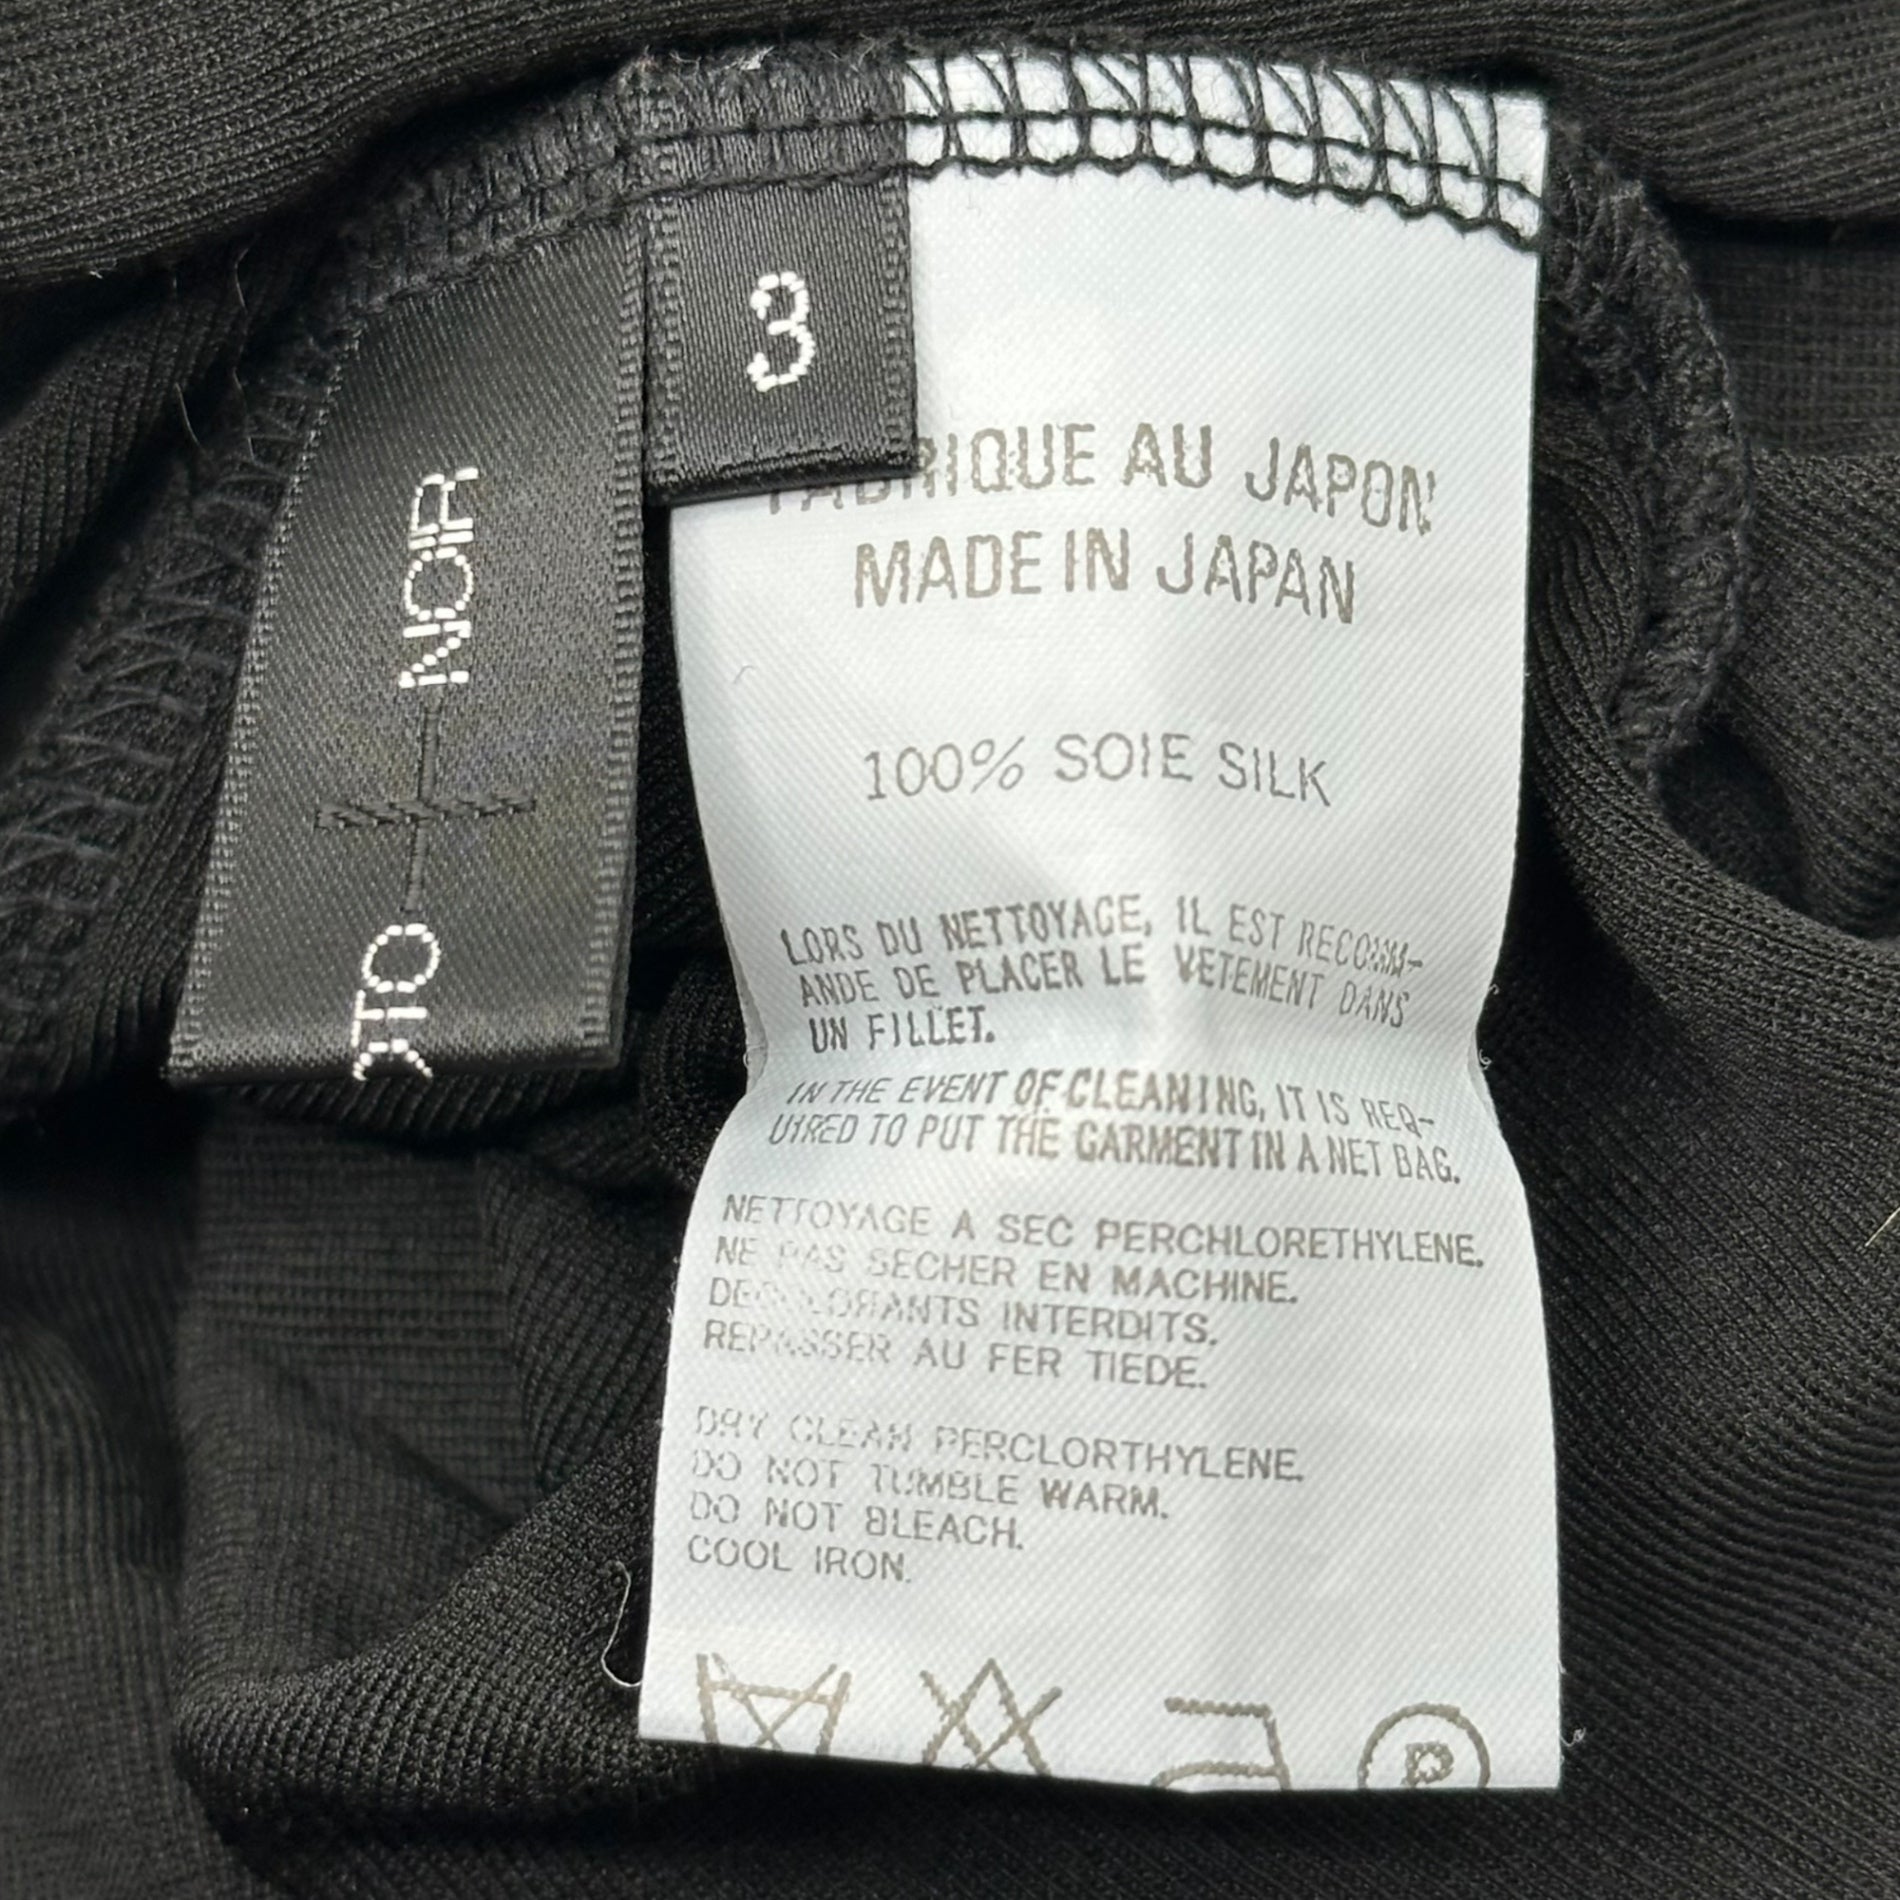 NOIR
OTO
3
FABRIQUE AU JAPON
MADE IN JAPAN
100% SOIE SILK
LORS DU NETTOYAGE, IL EST RECOMM-
ANDE DE PLACER LE VETEMENT DANS
UN FILLET.
IN THE EVENT OF CLEANING, IT IS REQ-
UIRED TO PUT THE GARMENT IN A NET BAG.
NETTOYAGE A SEC PERCHLORETHYLENE.
NE PAS SECHER EN MACHINE.
DECOLORANTS INTERDITS.
REPASSER AU FER TIEDE.
DRY CLEAN PERCLORTHYLENE.
DO NOT TUMBLE WARM.
DO NOT BLEACH.
COOL IRON.
P